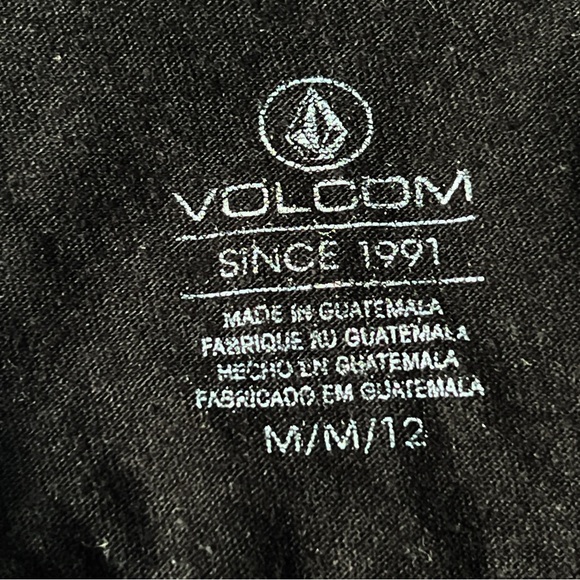 VOLCOM
SINCE 1991
MADE IN GUATEMALA
FABRIQUE AU GUATEMALA
HECHO EN GUATEMALA
FABRICADO EM GUATEMALA
M/M/12